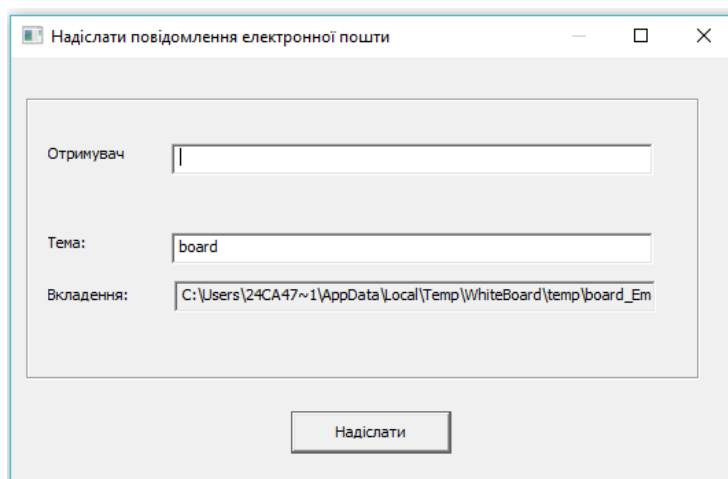 Надіслати повідомлення електронної пошти
Отримувач
Тема:
board
Вкладення:
C:\Users\24CA47~1\AppData\Local\Temp\WhiteBoard\temp\board_Em
Надіслати